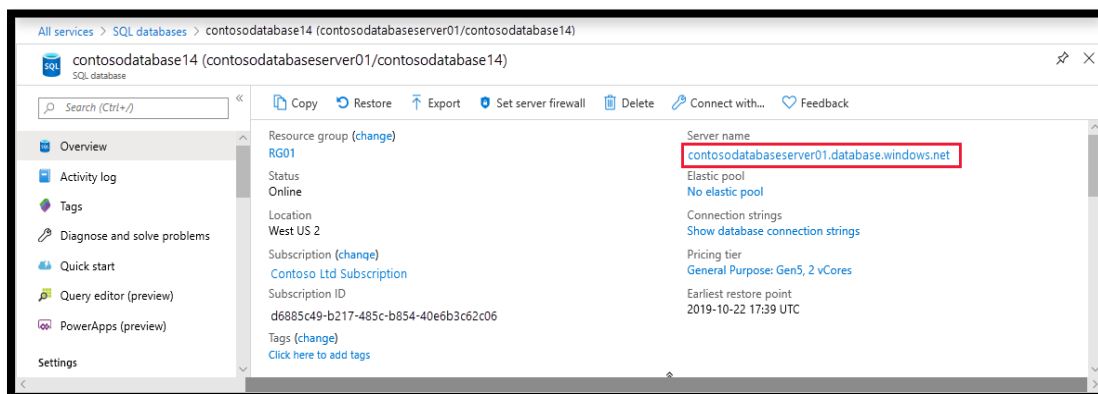 All services > SQL databases > contosodatabase14 (contosodatabaseserver01/contosodatabase14)
contosodatabase14 (contosodatabaseserver01/contosodatabase14)
SQL
SQL database
Search (Ctrl+/)
«
Copy Restore Export Set server firewall Delete Connect with... Feedback
Overview
Activity log
Tags
Diagnose and solve problems
Quick start
Query editor (preview)
PowerApps (preview)
Settings
Resource group (change)
RG01
Status
Online
Location
West US 2
Subscription (change)
Contoso Ltd Subscription
Subscription ID
d6885c49-b217-485c-b854-40e6b3c62c06
Tags (change)
Click here to add tags
Server name
contosodatabaseserver01.database.windows.net
Elastic pool
No elastic pool
Connection strings
Show database connection strings
Pricing tier
General Purpose: Gen5, 2 vCores
Earliest restore point
2019-10-22 17:39 UTC